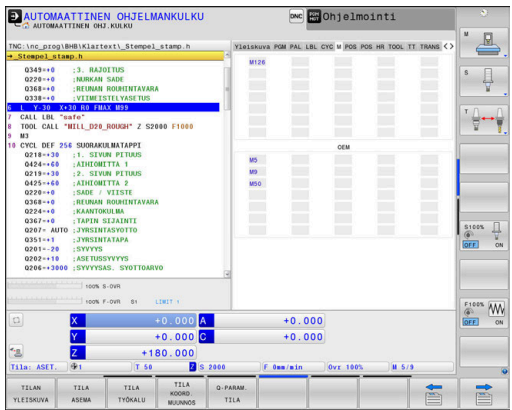 AUTOMAATTINEN OHJELMANKULKU
AUTOMAATTINEN OHJ.KULKU
DNC
Ohjelmointi
TNC:\nc_prog\BHB\Klartext\_Stempel_stamp.h
→_Stempel_stamp.h
Q349=+0 ;3. RAJOITUS
Q220=+0 ;NURKAN SADE
Q368=+0 ;REUNAN ROUHINTAVARA
Q338=+0 ;VIIMEISTELYASETUS
6 L Y-30 X+30 R0 FMAX M99
7 CALL LBL "safe"
8 TOOL CALL "MILL_D20_ROUGH" Z S2000 F1000
9 M3
10 CYCL DEF 256 SUORAKULMATAPPI
Q218=+30 ;1. SIVUN PITUUS
Q424=+60 ;AIHIOMITTA 1
Q219=+30 ;2. SIVUN PITUUS
Q425=+60 ;AIHIOMITTA 2
Q220=+0 ;SADE / VIISTE
Q368=+0 ;REUNAN ROUHINTAVARA
Q224=+0 ;KAANTOKULMA
Q367=+0 ;TAPIN SIJAINTI
Q207= AUTO ;JYRSINTASYOTTO
Q351=+1 ;JYRSINTATAPA
Q201=-20 ;SYVYYS
Q202=+10 ;ASETUSSYVYYS
Q206=+3000 ;SYVYYSAS. SYOTTOARVO
Yleiskuva PGM PAL LBL CYC M POS POS HR TOOL TT TRANS
M126
OEM
M5
M9
M50
100% S-OVR
100% F-OVR S1 LIMIT 1
X +0.000 A +0.000
Y +0.000 C +0.000
Z +180.000
Tila: ASET. 1 T 50 Z S 2000 F 0mm/min Ovr 100% M 5/9
TILAN YLEISKUVA
TILA ASEMA
TILA TYÖKALU
TILA KOORD. MUUNNOS
Q-PARAM. TILA
M
S
T
S100%
OFF ON
F100%
OFF ON